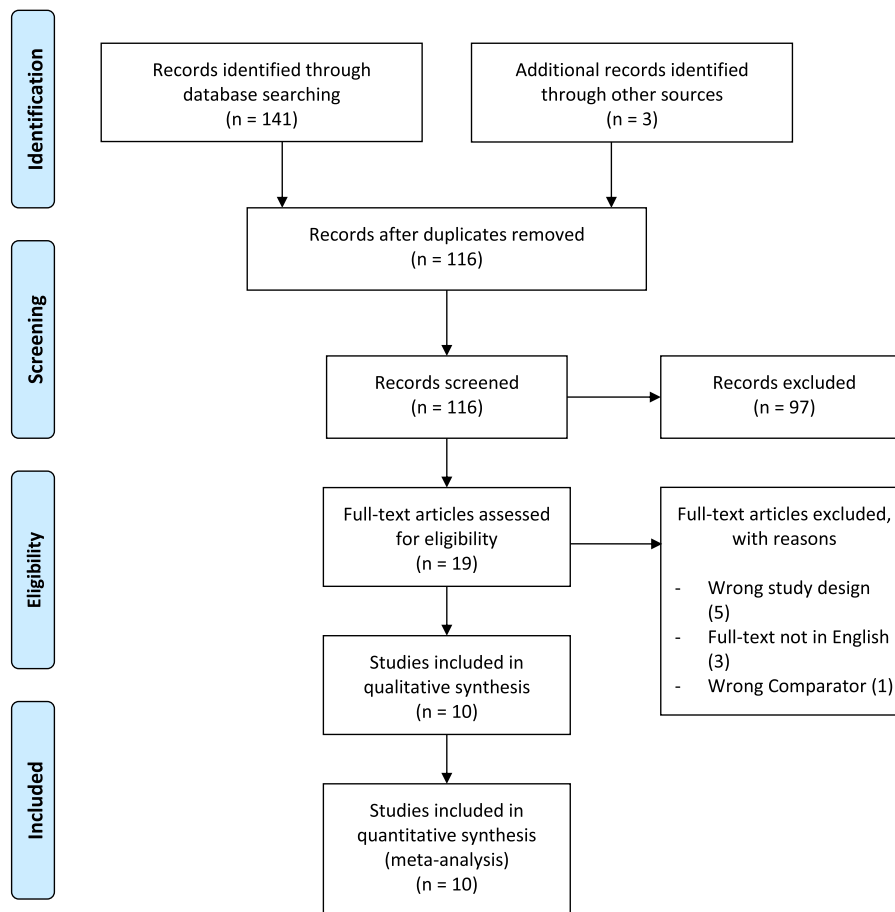 Identification
Records identified through
database searching
(n = 141)
Additional records identified
through other sources
(n = 3)
Records after duplicates removed
(n = 116)
Screening
Records screened
(n = 116)
Records excluded
(n = 97)
Eligibility
Full-text articles assessed
for eligibility
(n = 19)
Full-text articles excluded,
with reasons
- Wrong study design
(5)
- Full-text not in English
(3)
- Wrong Comparator (1)
Studies included in
qualitative synthesis
(n = 10)
Included
Studies included in
quantitative synthesis
(meta-analysis)
(n = 10)